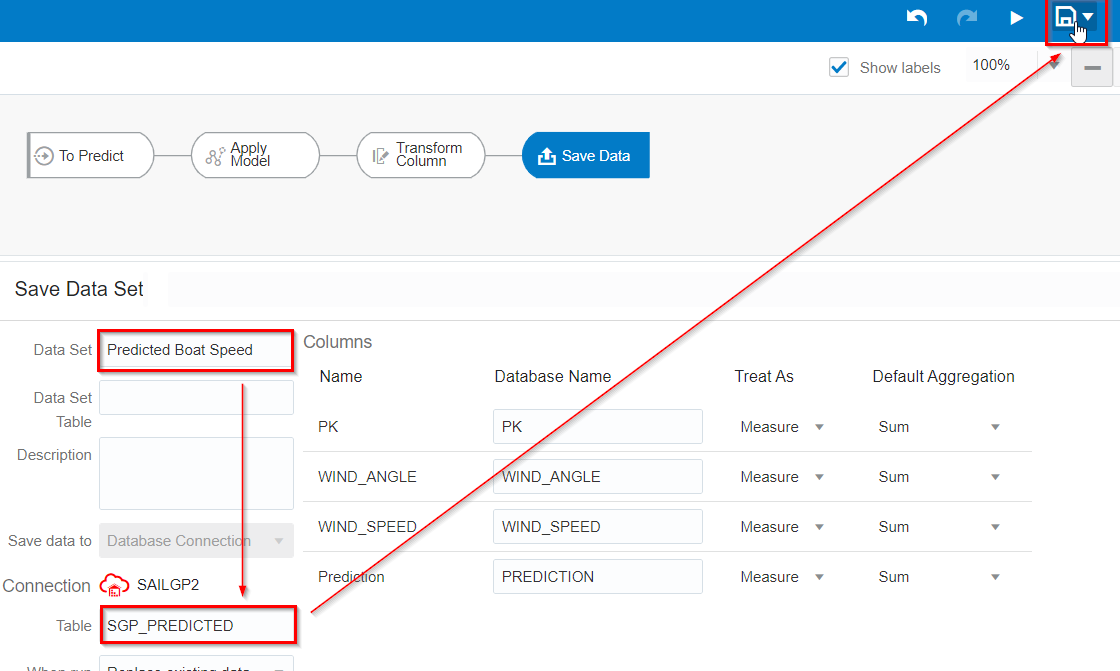 Show labels
100%
To Predict
Apply
Model
Transform
Column
Save Data
Save Data Set
Data Set
Predicted Boat Speed
Data Set
Table
Description
Save data to
Database Connection
Connection
SAILGP2
Table
SGP_PREDICTED
When run
Replace existing data
Columns
Name
Database Name
Treat As
Default Aggregation
PK
PK
Measure
Sum
WIND_ANGLE
WIND_ANGLE
Measure
Sum
WIND_SPEED
WIND_SPEED
Measure
Sum
Prediction
PREDICTION
Measure
Sum